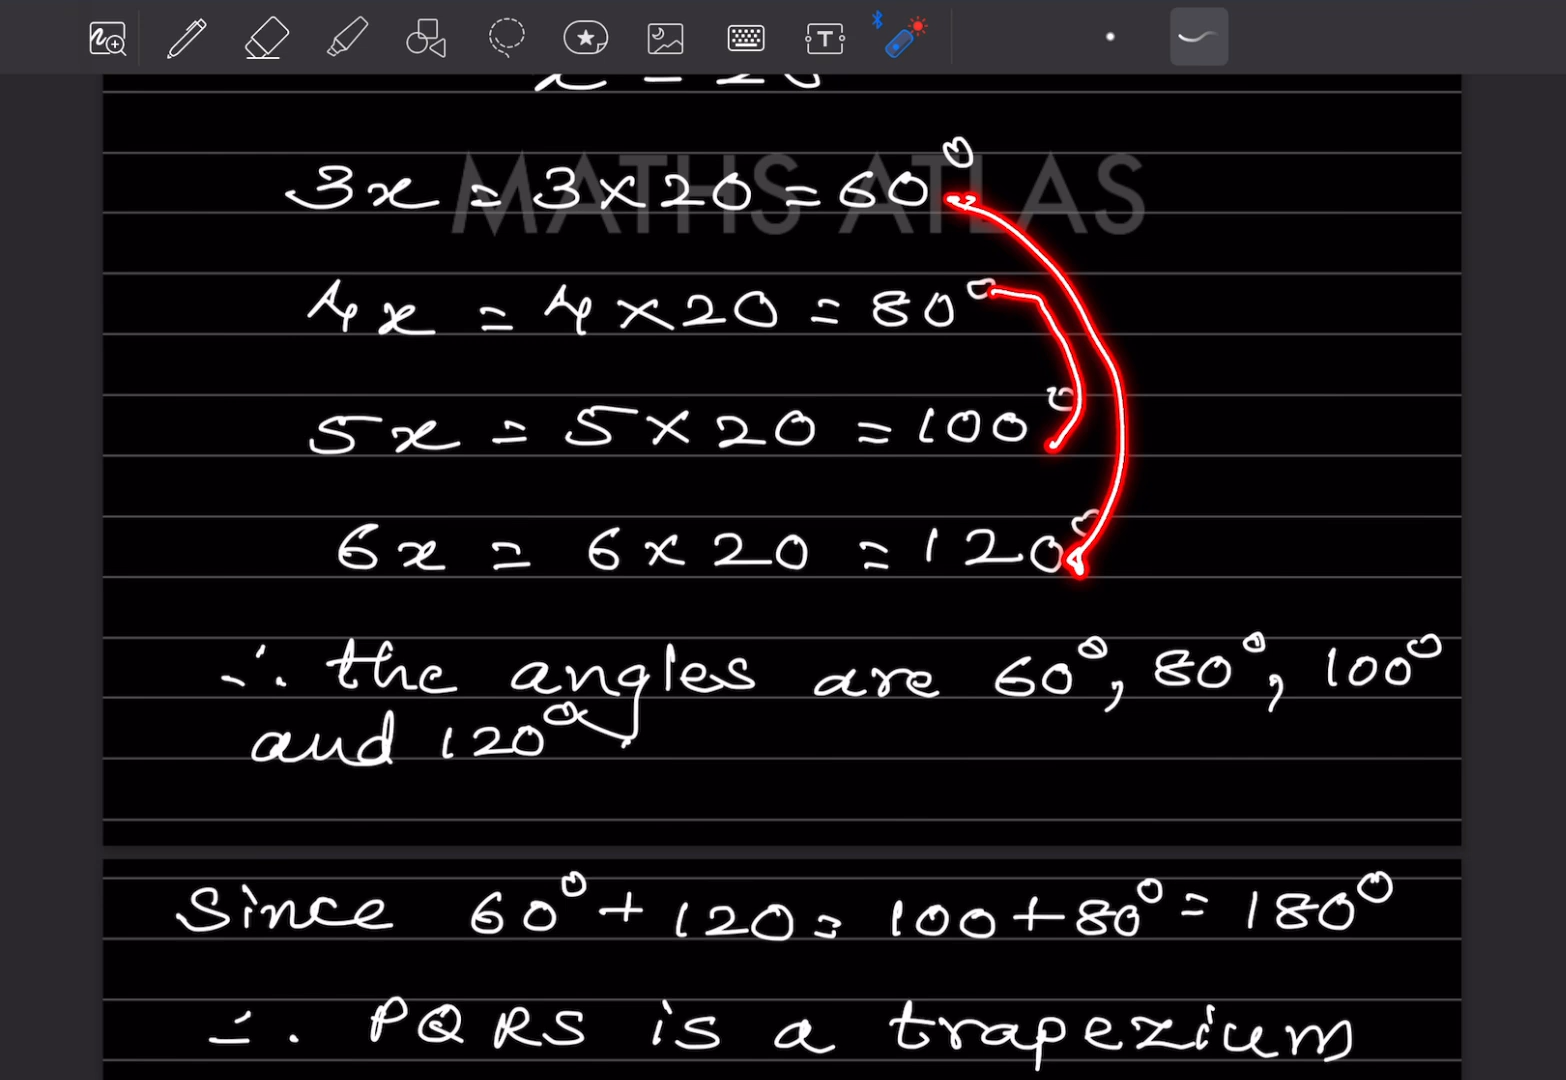 x = 20
MATHS ATLAS
3x = 3 × 20 = 60°
4x = 4 × 20 = 80°
5x = 5 × 20 = 100°
6x = 6 × 20 = 120°
∴ the angles are 60°, 80°, 100°
and 120°
Since 60° + 120 = 100 + 80° = 180°
∴ PQRS is a trapezium